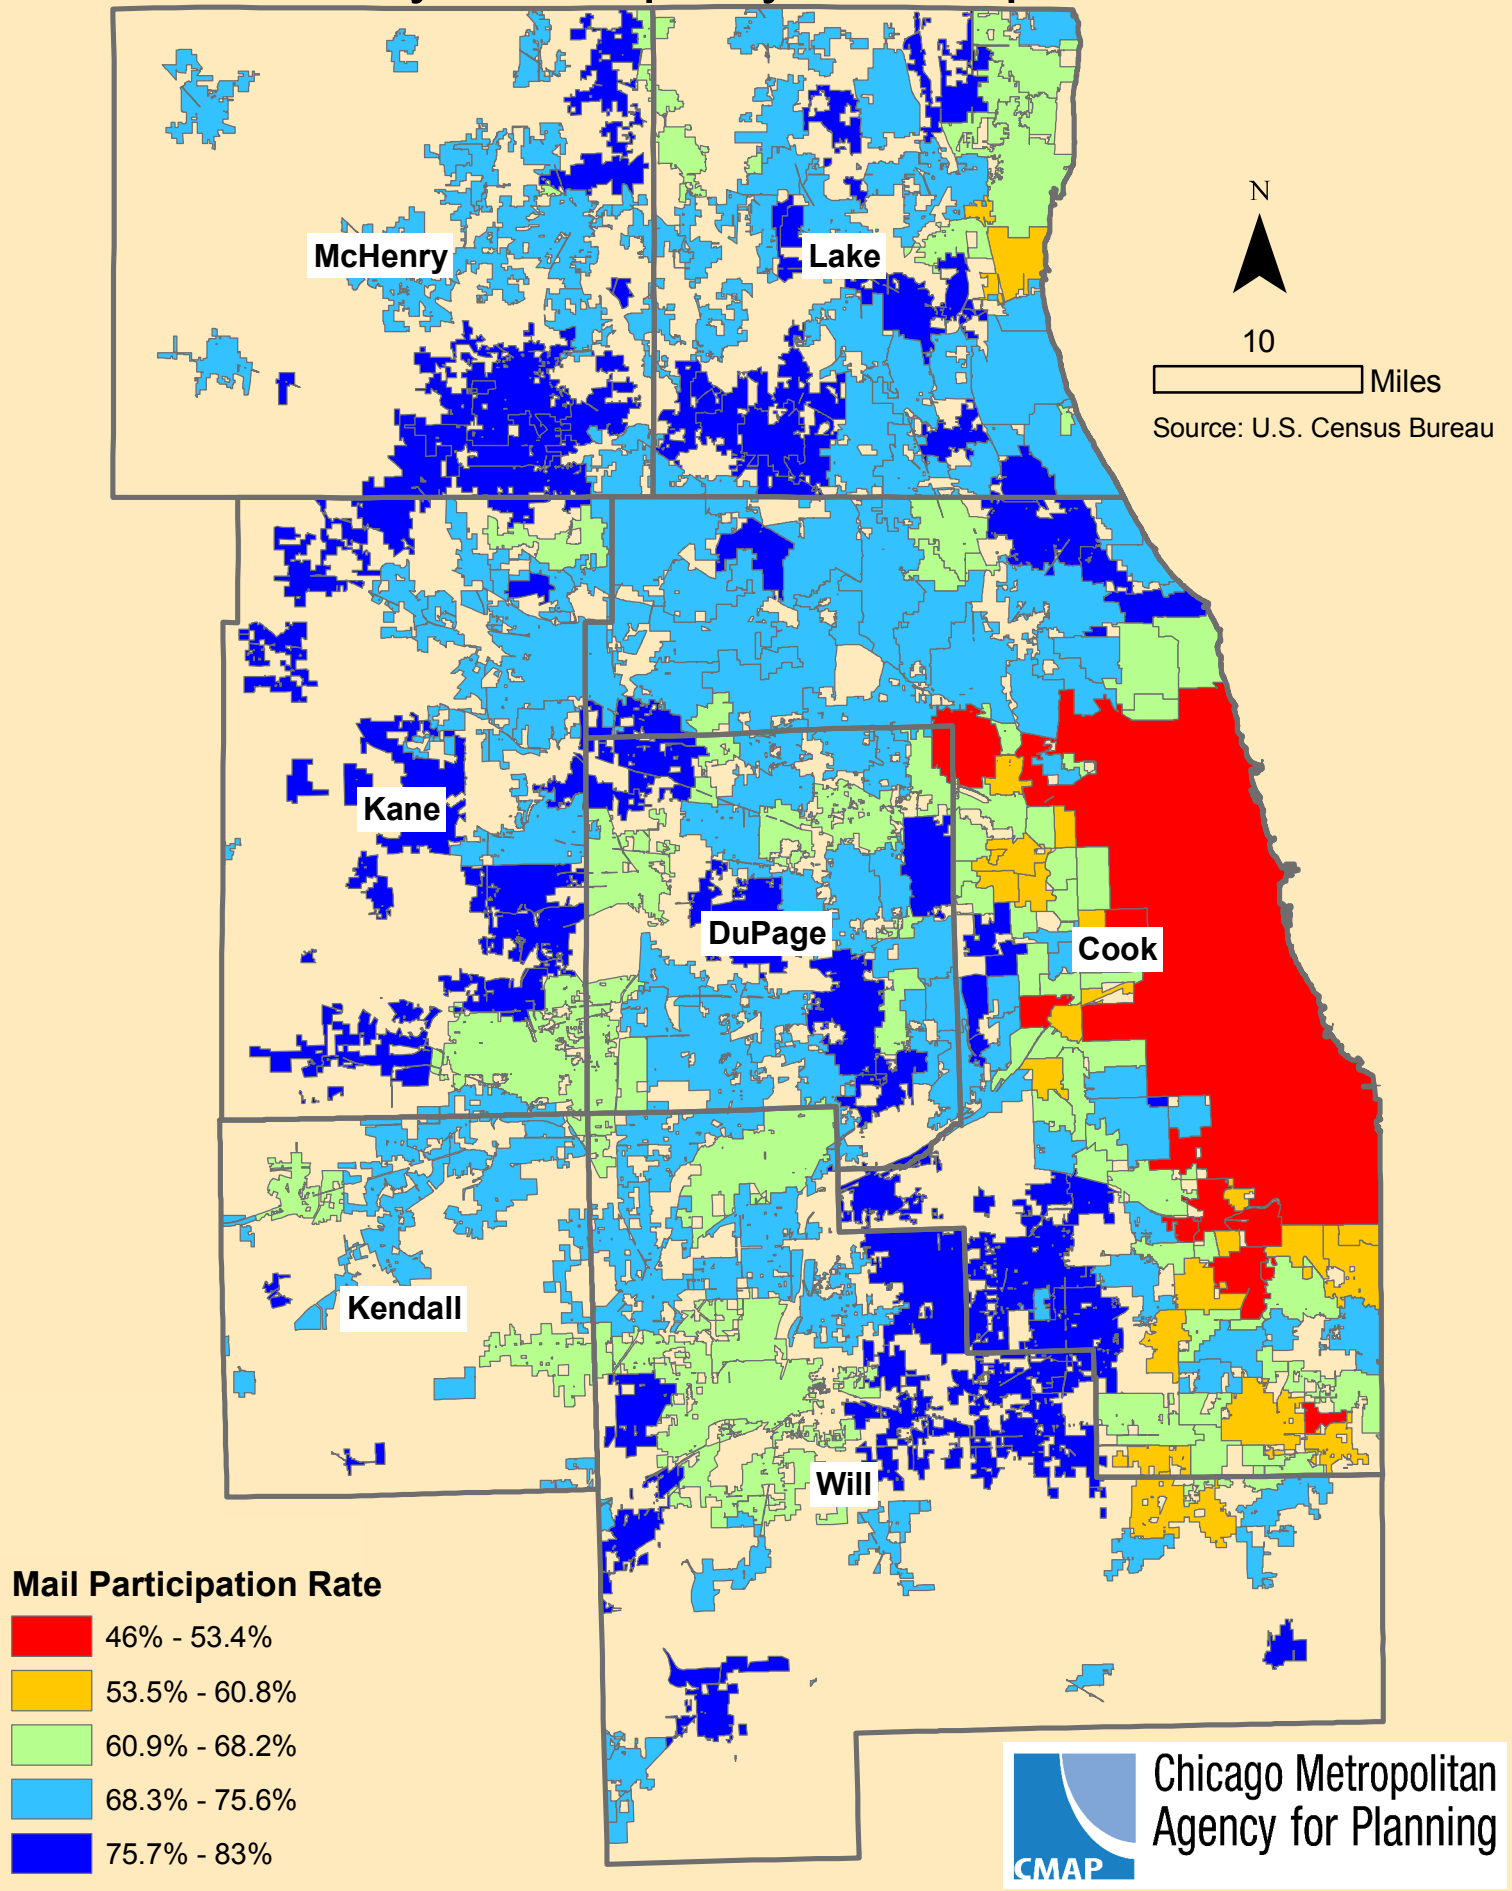 McHenry
Lake
N
10
Miles
Source: U.S. Census Bureau
Kane
DuPage
Cook
Kendall
Will
Mail Participation Rate
46% - 53.4%
53.5% - 60.8%
60.9% - 68.2%
68.3% - 75.6%
75.7% - 83%
CMAP
Chicago Metropolitan
Agency for Planning